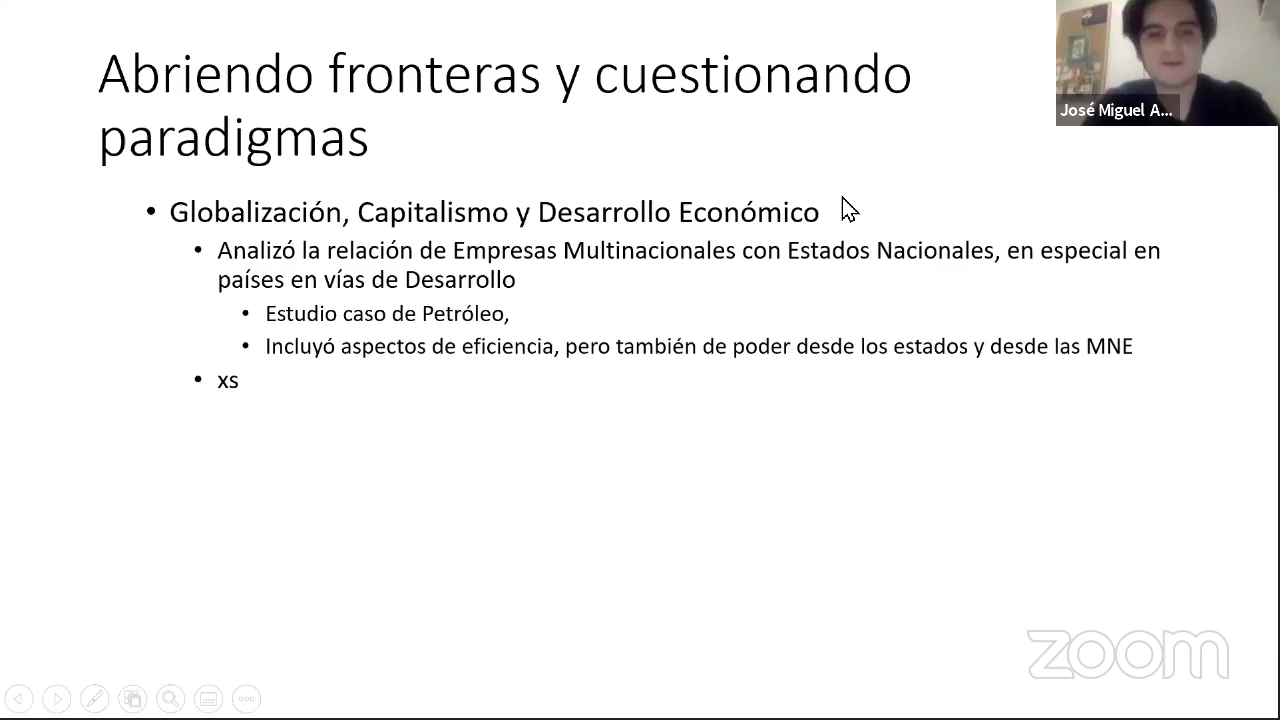 Abriendo fronteras y cuestionando
paradigmas
José Miguel A...
• Globalización, Capitalismo y Desarrollo Económico
• Analizó la relación de Empresas Multinacionales con Estados Nacionales, en especial en
países en vías de Desarrollo
• Estudio caso de Petróleo,
• Incluyó aspectos de eficiencia, pero también de poder desde los estados y desde las MNE
• xs
zoom